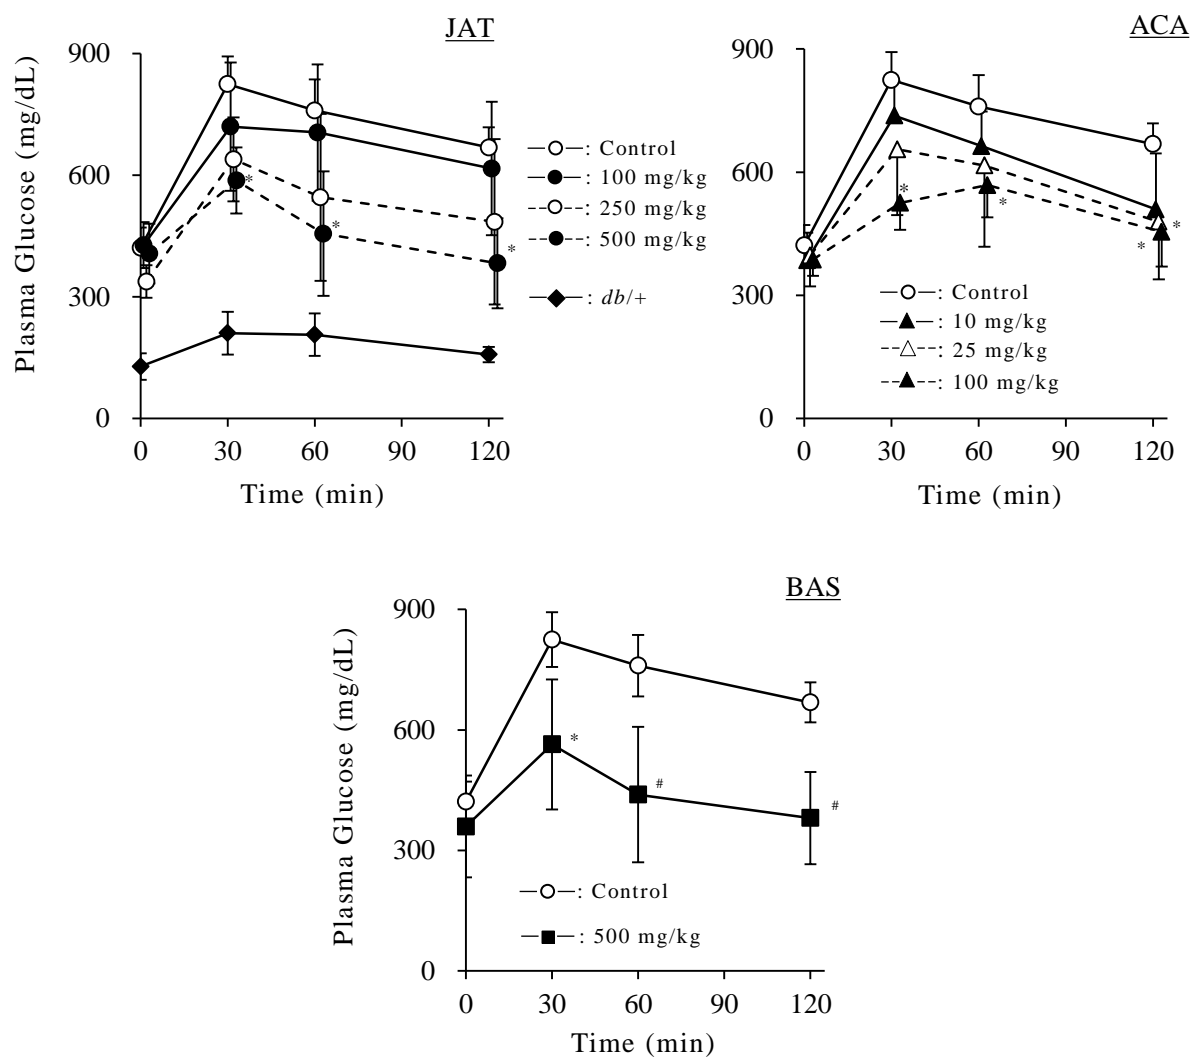 JAT
Plasma Glucose (mg/dL)
900
600
300
0
*
*
*
0 30 60 90 120
Time (min)
: Control
: 100 mg/kg
: 250 mg/kg
: 500 mg/kg
: db/+
ACA
900
600
300
0
*
*
*
*
: Control
: 10 mg/kg
: 25 mg/kg
: 100 mg/kg
0 30 60 90 120
Time (min)
BAS
Plasma Glucose (mg/dL)
900
600
300
0
*
#
#
: Control
: 500 mg/kg
0 30 60 90 120
Time (min)